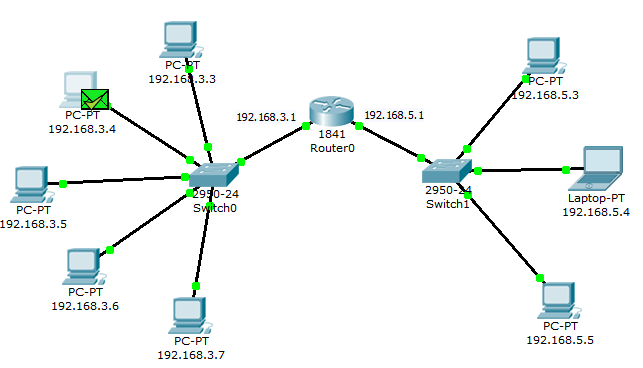 PC-PT
192.168.3.3
PC-PT
192.168.3.4
PC-PT
192.168.3.5
PC-PT
192.168.3.6
PC-PT
192.168.3.7
2950-24
Switch0
192.168.3.1
1841
Router0
192.168.5.1
2950-24
Switch1
PC-PT
192.168.5.3
Laptop-PT
192.168.5.4
PC-PT
192.168.5.5